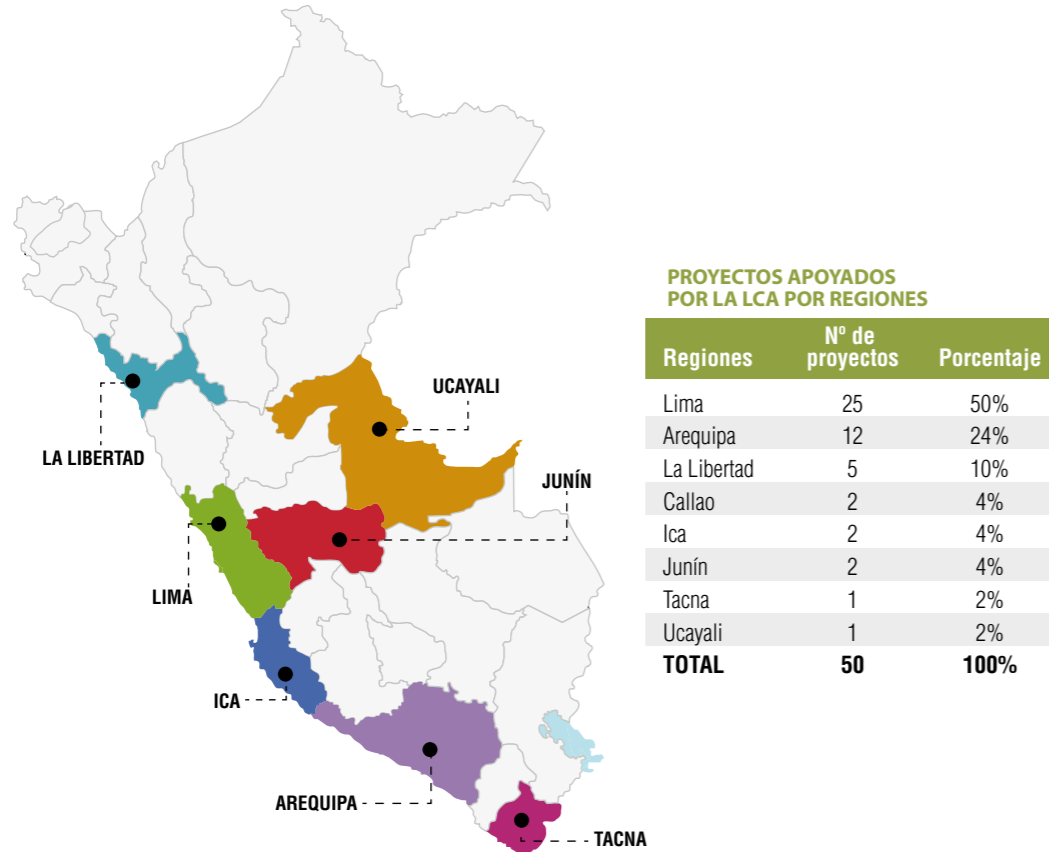 UCAYALI
LA LIBERTAD
JUNÍN
LIMA
ICA
AREQUIPA
TACNA
PROYECTOS APOYADOS
POR LA LCA POR REGIONES
Regiones Nº de proyectos Porcentaje
Lima 25 50%
Arequipa 12 24%
La Libertad 5 10%
Callao 2 4%
Ica 2 4%
Junín 2 4%
Tacna 1 2%
Ucayali 1 2%
TOTAL 50 100%